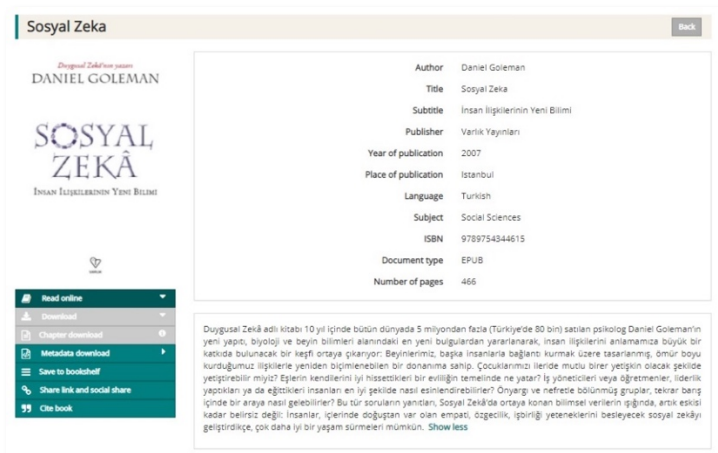 Sosyal Zeka
Back
Duygusal Zekâ'nın yazarı
DANIEL GOLEMAN
SOSYAL
ZEKÂ
İNSAN İLİŞKİLERİNİN YENİ BİLİMİ
Read online
Download
Chapter download
Metadata download
Save to bookshelf
Share link and social share
Cite book
Author Daniel Goleman
Title Sosyal Zeka
Subtitle İnsan İlişkilerinin Yeni Bilimi
Publisher Varlık Yayınları
Year of publication 2007
Place of publication Istanbul
Language Turkish
Subject Social Sciences
ISBN 9789754344615
Document type EPUB
Number of pages 466
Duygusal Zekâ adlı kitabı 10 yıl içinde bütün dünyada 5 milyondan fazla (Türkiye'de 80 bin) satılan psikolog Daniel Goleman'ın
yeni yapıtı, biyoloji ve beyin bilimleri alanındaki en yeni bulgulardan yararlanarak, insan ilişkilerini anlamamıza büyük bir
katkıda bulunacak bir keşfi ortaya çıkarıyor: Beyinlerimiz, başka insanlarla bağlantı kurmak üzere tasarlanmış, ömür boyu
kurduğumuz ilişkilerle yeniden biçimlenebilen bir donanıma sahip. Çocuklarımızı ileride mutlu birer yetişkin olacak şekilde
yetiştirebilir miyiz? Eşlerin kendilerini iyi hissettikleri bir evliliğin temelinde ne yatar? İş yöneticileri veya öğretmenler, liderlik
yaptıkları ya da eğittikleri insanları en iyi şekilde nasıl esinlendirebilirler? Önyargı ve nefretle bölünmüş gruplar, tekrar barış
içinde bir araya nasıl gelebilirler? Bu tür soruların yanıtları, Sosyal Zekâ'da ortaya konan bilimsel verilerin ışığında, artık eskisi
kadar belirsiz değil: İnsanlar, içlerinde doğuştan var olan empati, özgecilik, işbirliği yeteneklerini besleyecek sosyal zekâyı
geliştirdikçe, çok daha iyi bir yaşam sürmeleri mümkün. Show less